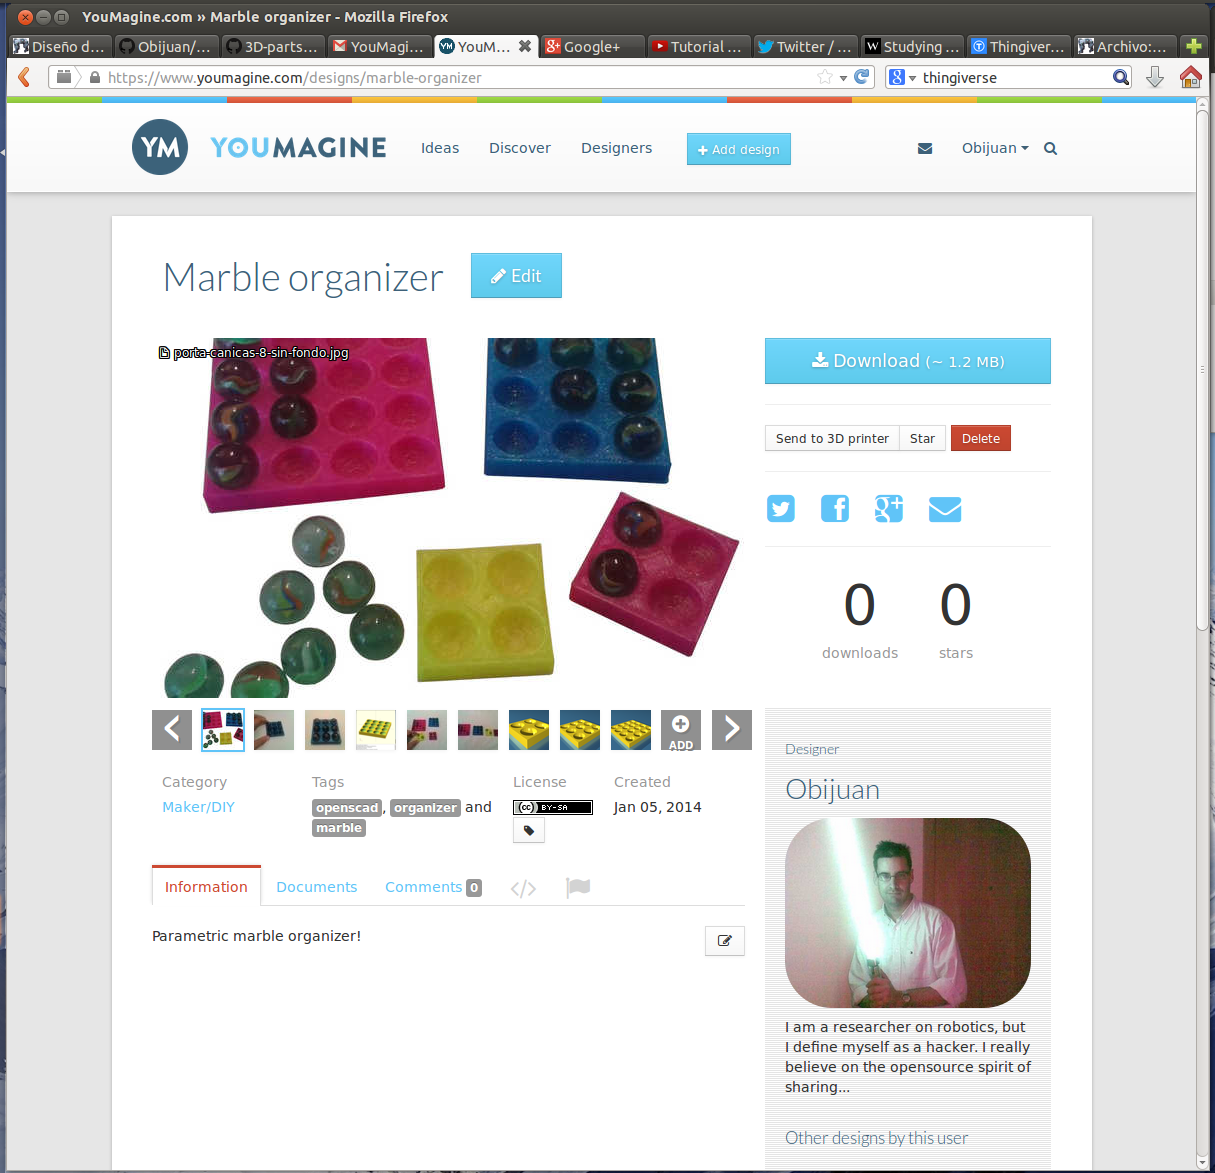 YouMagine.com » Marble organizer - Mozilla Firefox
Diseño d... Obijuan/... 3D-parts... YouMagi... YouM... Google+ Tutorial ... Twitter / ... Studying ... Thingiver... Archivo:...
https://www.youmagine.com/designs/marble-organizer thingiverse
YM YOUMAGINE Ideas Discover Designers Add design Obijuan
Marble organizer Edit
porta-canicas-8-sin-fondo.jpg
Download (~ 1.2 MB)
Send to 3D printer Star Delete
0 0
downloads stars
ADD
Category Tags License Created
Maker/DIY openscad, organizer and marble (cc) BY-SA Jan 05, 2014
Information Documents Comments 0 </>
Parametric marble organizer!
Designer
Obijuan
I am a researcher on robotics, but
I define myself as a hacker. I really
believe on the opensource spirit of
sharing...
Other designs by this user